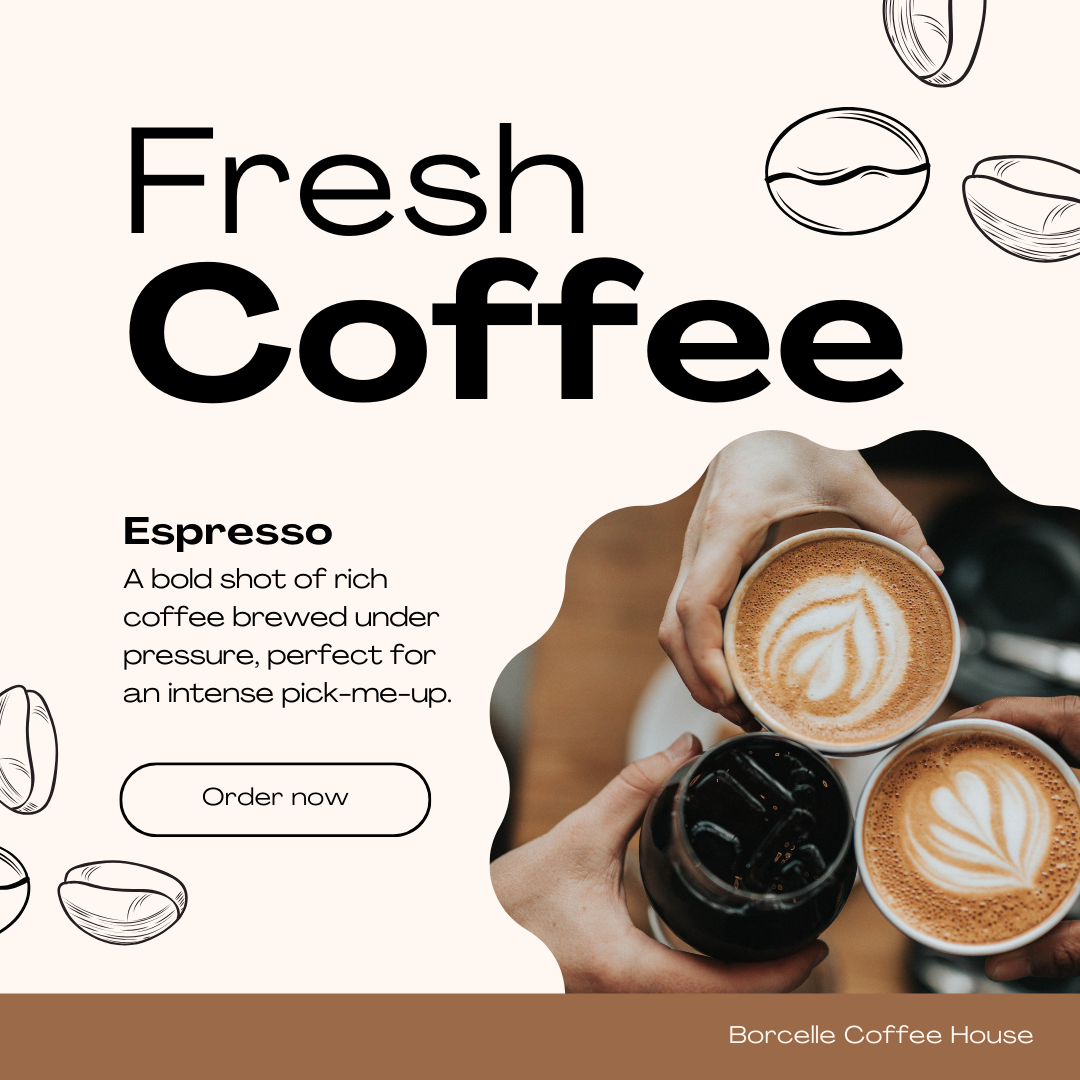 Fresh
Coffee
Espresso
A bold shot of rich
coffee brewed under
pressure, perfect for
an intense pick-me-up.
Order now
Borcelle Coffee House